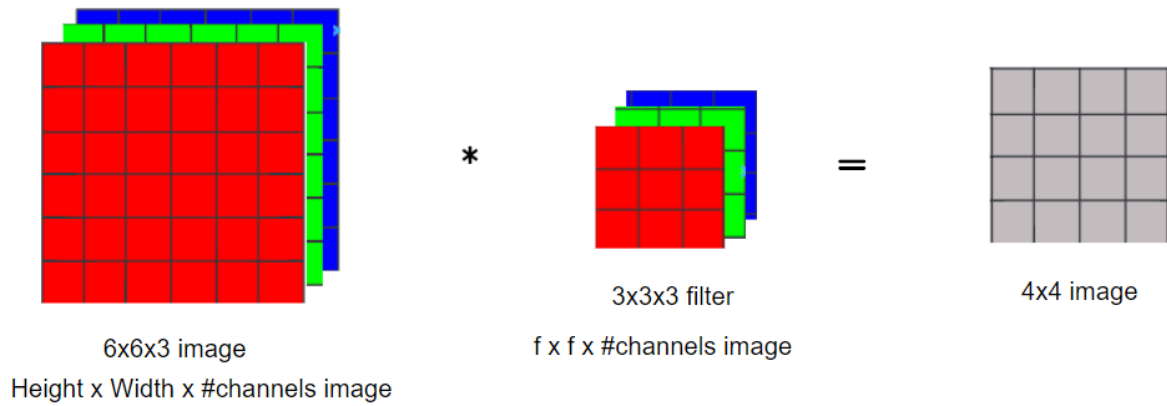 *
=
6x6x3 image
Height x Width x #channels image
3x3x3 filter
f x f x #channels image
4x4 image